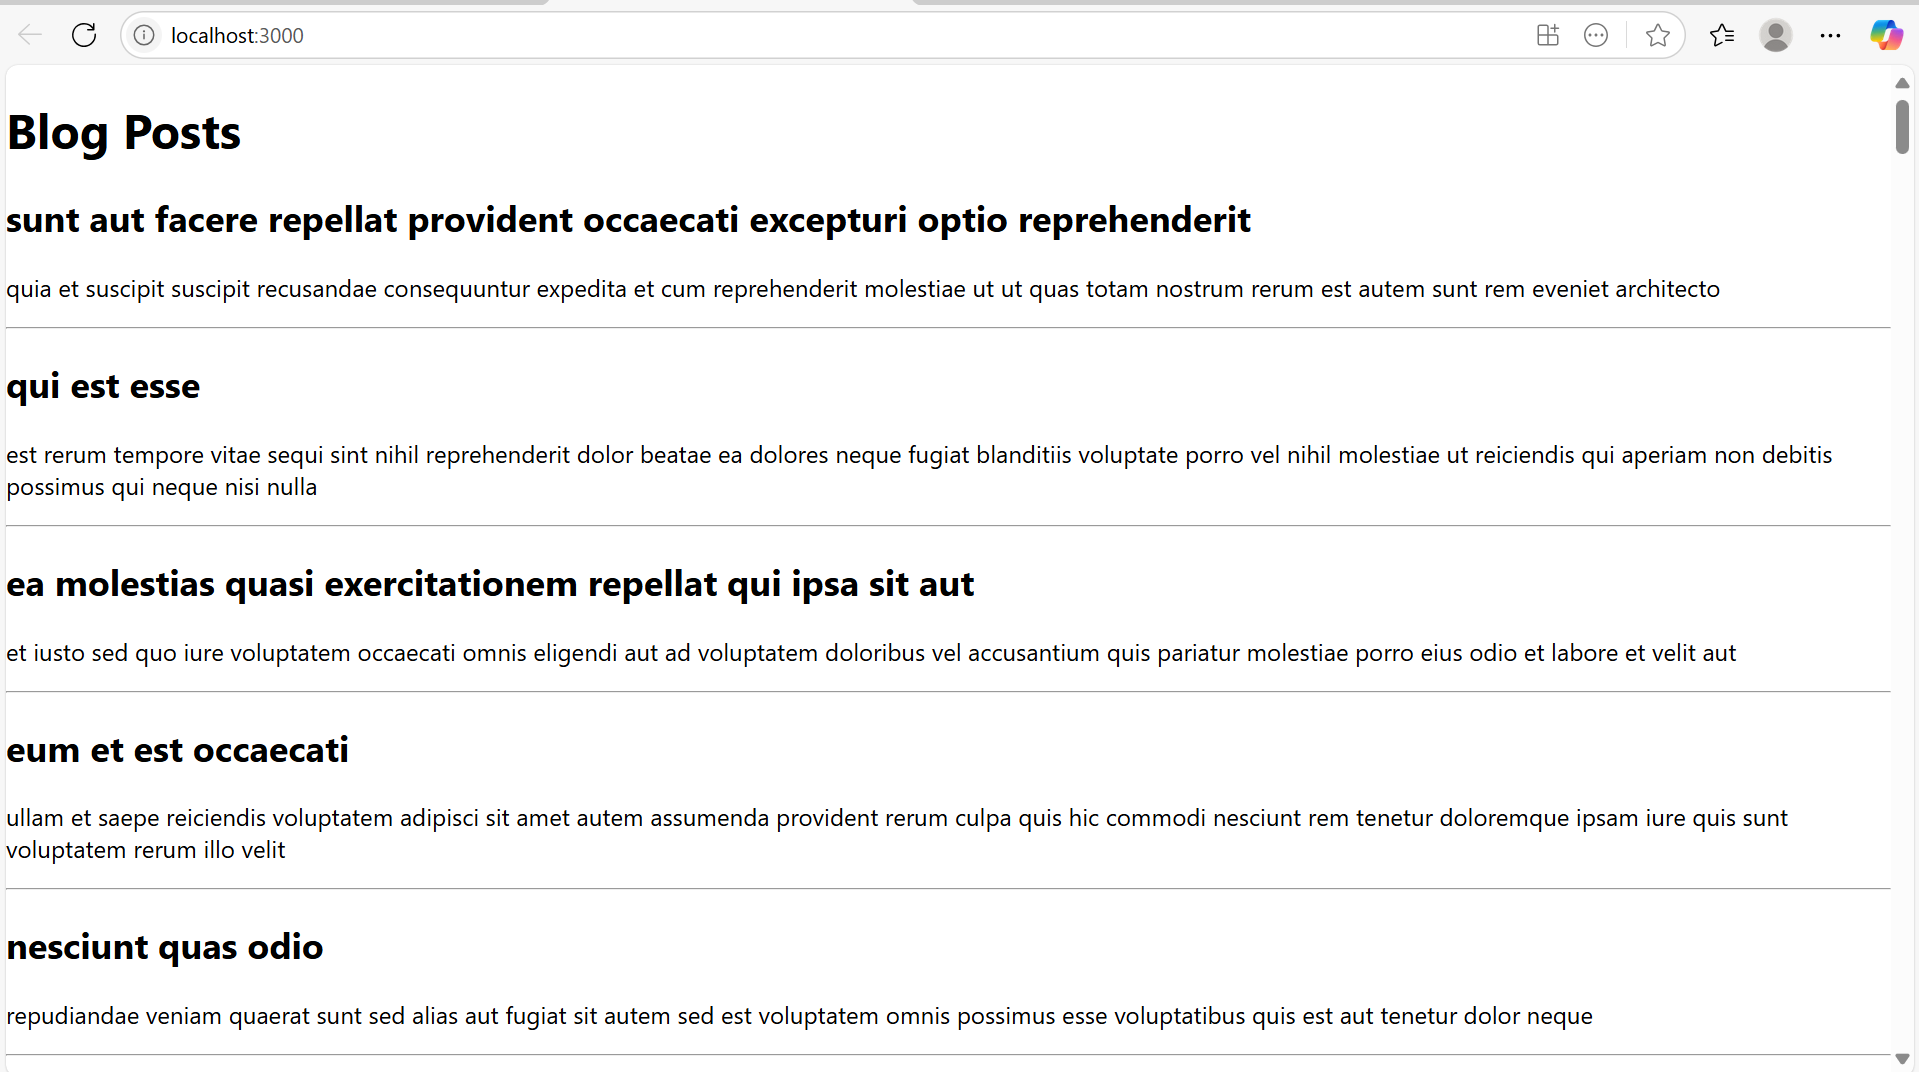 localhost:3000
Blog Posts
sunt aut facere repellat provident occaecati excepturi optio reprehenderit
quia et suscipit suscipit recusandae consequuntur expedita et cum reprehenderit molestiae ut ut quas totam nostrum rerum est autem sunt rem eveniet architecto
qui est esse
est rerum tempore vitae sequi sint nihil reprehenderit dolor beatae ea dolores neque fugiat blanditiis voluptate porro vel nihil molestiae ut reiciendis qui aperiam non debitis
possimus qui neque nisi nulla
ea molestias quasi exercitationem repellat qui ipsa sit aut
et iusto sed quo iure voluptatem occaecati omnis eligendi aut ad voluptatem doloribus vel accusantium quis pariatur molestiae porro eius odio et labore et velit aut
eum et est occaecati
ullam et saepe reiciendis voluptatem adipisci sit amet autem assumenda provident rerum culpa quis hic commodi nesciunt rem tenetur doloremque ipsam iure quis sunt
voluptatem rerum illo velit
nesciunt quas odio
repudiandae veniam quaerat sunt sed alias aut fugiat sit autem sed est voluptatem omnis possimus esse voluptatibus quis est aut tenetur dolor neque